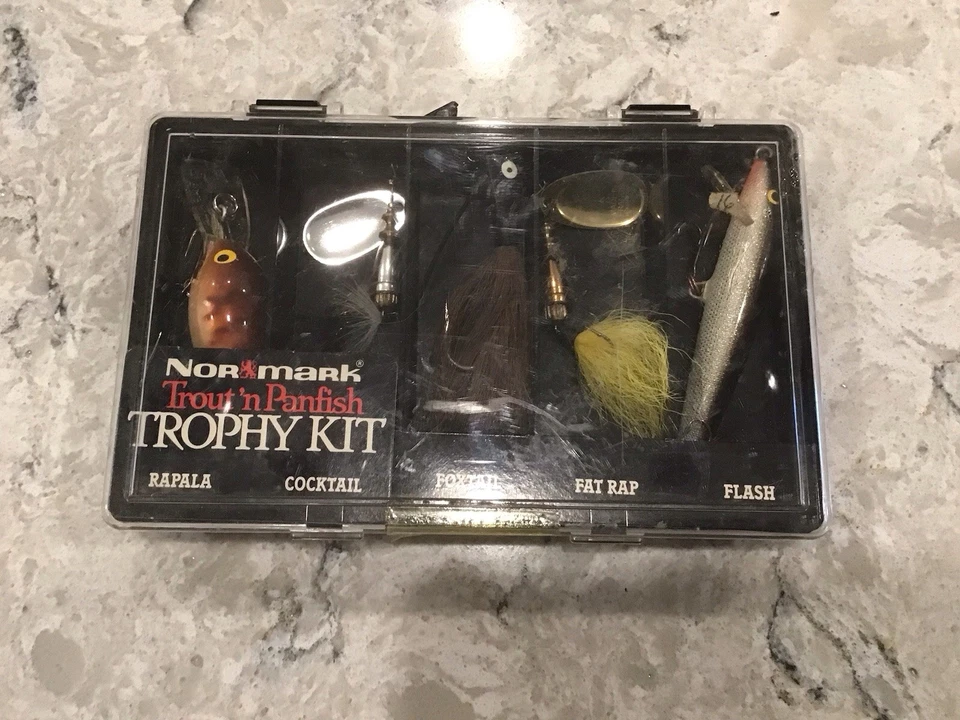 NORMARK®
Trout 'n Panfish
TROPHY KIT
RAPALA COCKTAIL FOXTAIL FAT RAP FLASH